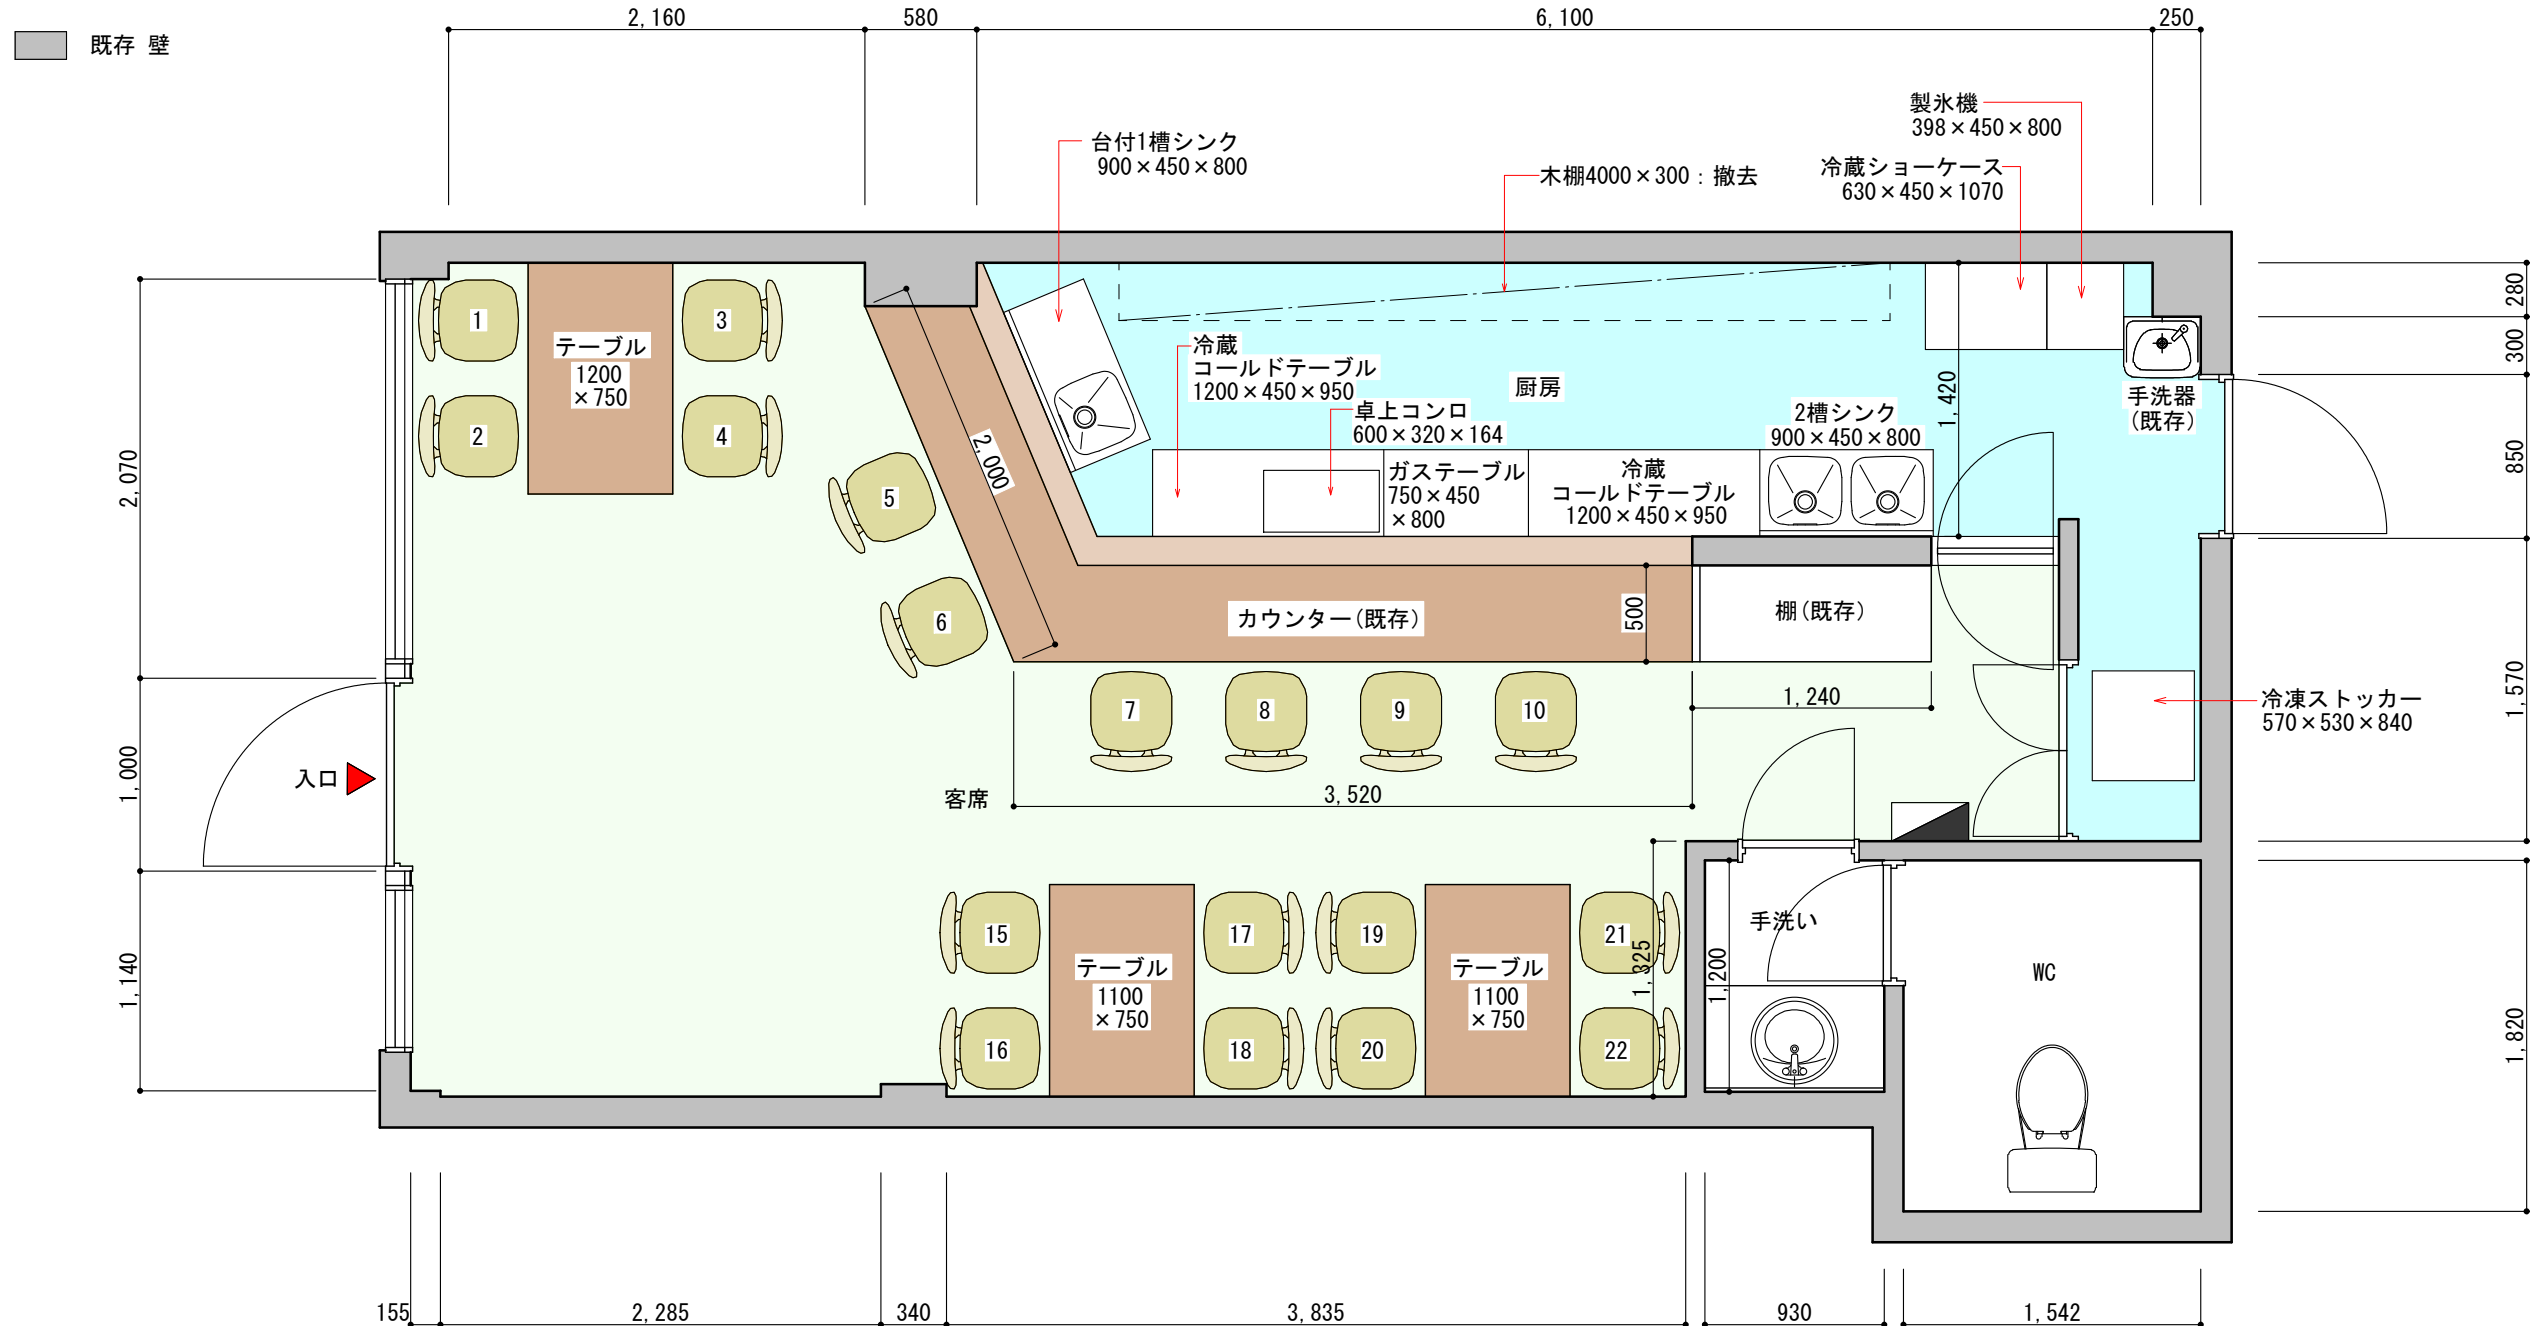 2,160
580
6,100
250
既存 壁
製氷機
398×450×800
台付1槽シンク
900×450×800
木棚4000×300：撤去
冷蔵ショーケース
630×450×1070
280
300
850
1,570
1,820
2,070
1,000
1,140
1
2
3
4
テーブル
1200
×750
5
6
2,000
冷蔵
コールドテーブル
1200×450×950
卓上コンロ
600×320×164
厨房
1,420
手洗器
(既存)
2槽シンク
900×450×800
ガステーブル
750×450
×800
冷蔵
コールドテーブル
1200×450×950
カウンター(既存)
500
棚(既存)
1,240
7
8
9
10
冷凍ストッカー
570×530×840
入口
客席
3,520
15
16
テーブル
1100
×750
17
18
19
20
テーブル
1100
×750
21
22
1,325
手洗い
1,200
WC
155
2,285
340
3,835
930
1,542